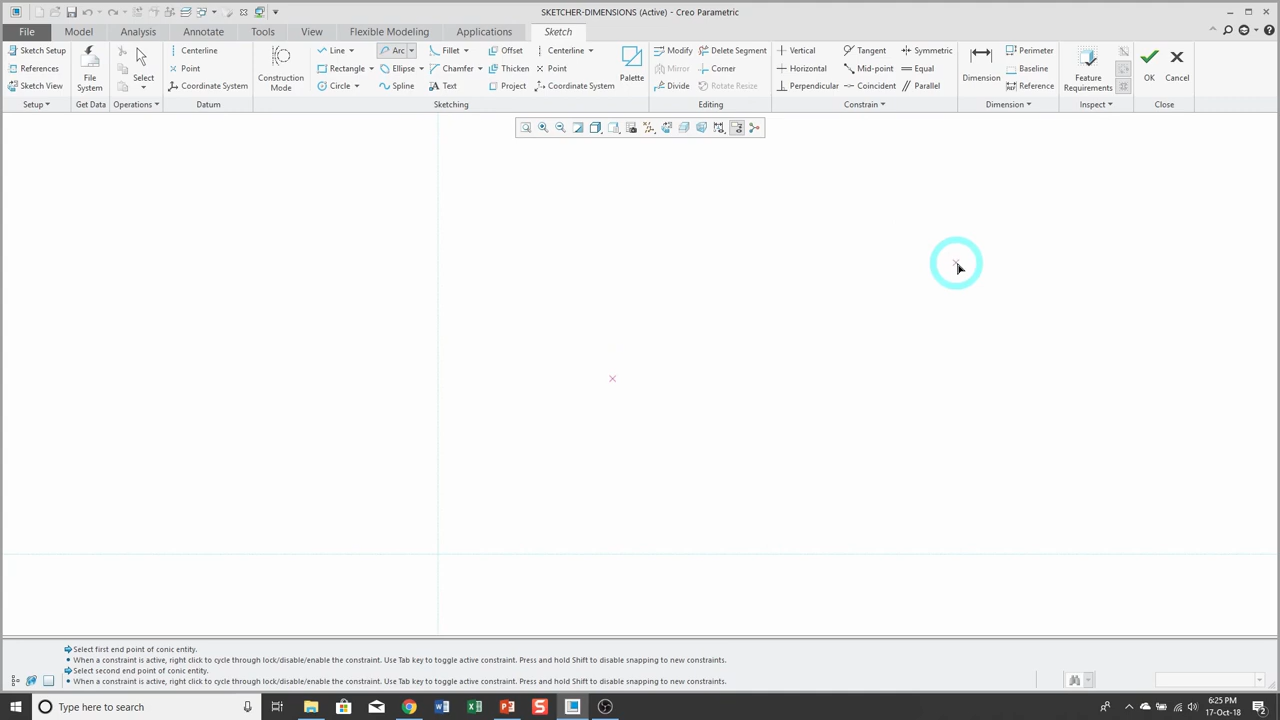 SKETCHER-DIMENSIONS (Active) - Creo Parametric
File Model Analysis Annotate Tools View Flexible Modeling Applications Sketch
Sketch Setup
References
Sketch View
Setup
File System
Get Data
Select
Operations
Centerline
Point
Coordinate System
Datum
Construction Mode
Line Arc Fillet Offset Centerline
Rectangle Ellipse Chamfer Thicken Point
Circle Spline Text Project Coordinate System
Palette
Sketching
Modify Delete Segment
Mirror Corner
Divide Rotate Resize
Editing
Vertical Tangent Symmetric
Horizontal Mid-point Equal
Perpendicular Coincident Parallel
Constrain
Dimension
Perimeter
Baseline
Reference
Dimension
Feature Requirements
Inspect
OK Cancel
Close
Select first end point of conic entity.
• When a constraint is active, right click to cycle through lock/disable/enable the constraint. Use Tab key to toggle active constraint. Press and hold Shift to disable snapping to new constraints.
Select second end point of conic entity.
• When a constraint is active, right click to cycle through lock/disable/enable the constraint. Use Tab key to toggle active constraint. Press and hold Shift to disable snapping to new constraints.
Type here to search
6:25 PM
17-Oct-18